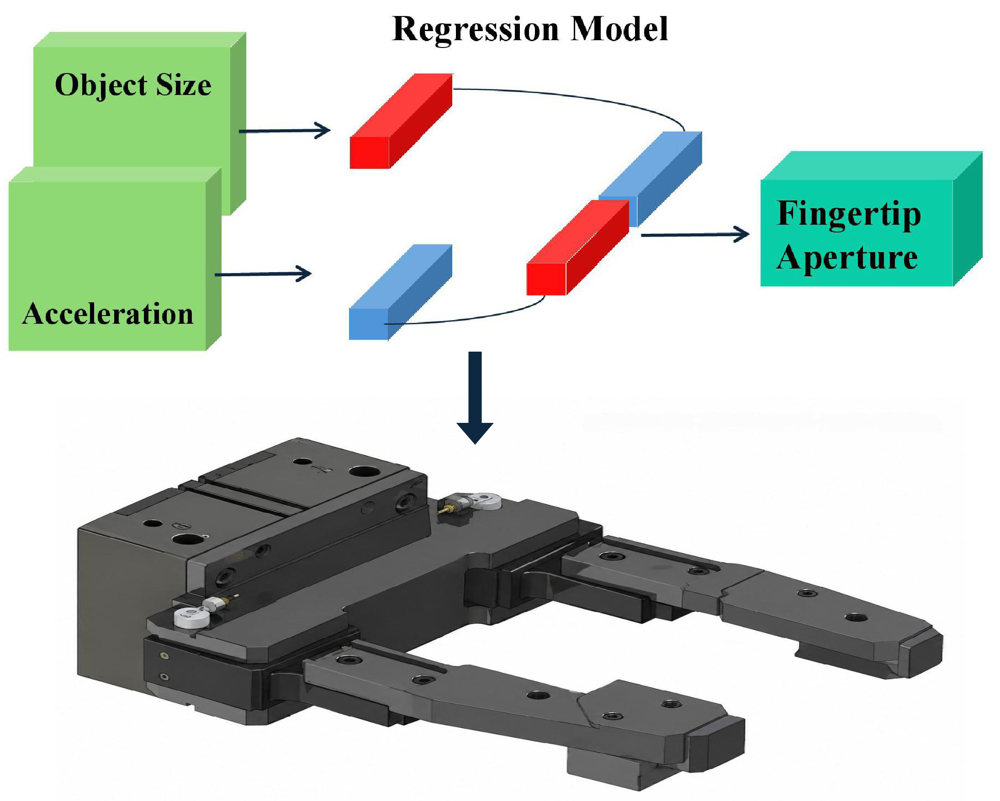 Regression Model
Object Size
Acceleration
Fingertip
Aperture